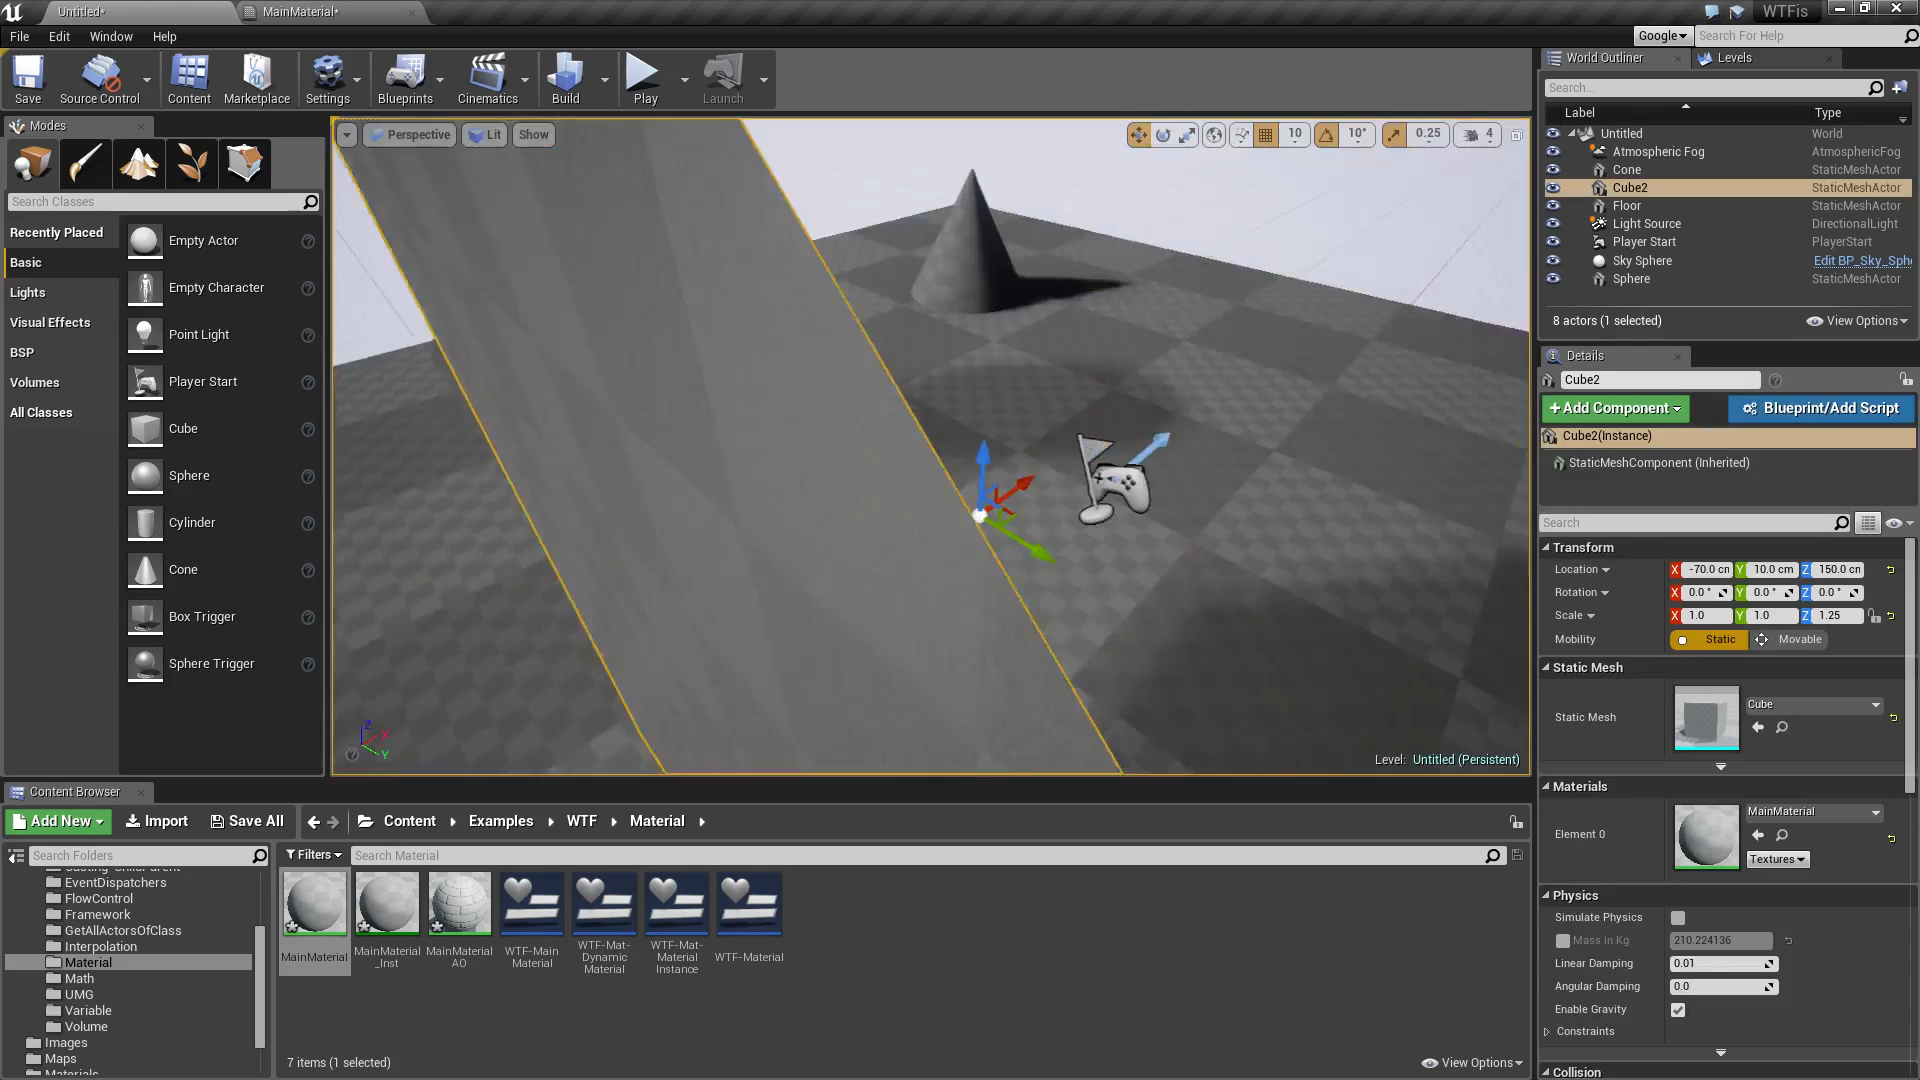 Untitled*
MainMaterial*
WTFis
File Edit Window Help
Google
Search For Help
Save
Source Control
Content
Marketplace
Settings
Blueprints
Cinematics
Build
Play
Launch
Modes
Search Classes
Recently Placed
Basic
Lights
Visual Effects
BSP
Volumes
All Classes
Empty Actor
Empty Character
Point Light
Player Start
Cube
Sphere
Cylinder
Cone
Box Trigger
Sphere Trigger
Perspective
Lit
Show
10
10°
0.25
4
Z
X
Y
Level: Untitled (Persistent)
World Outliner
Levels
Search...
Label Type
Untitled World
Atmospheric Fog AtmosphericFog
Cone StaticMeshActor
Cube2 StaticMeshActor
Floor StaticMeshActor
Light Source DirectionalLight
Player Start PlayerStart
Sky Sphere Edit BP_Sky_Sph
Sphere StaticMeshActor
8 actors (1 selected)
View Options
Details
Cube2
+Add Component
Blueprint/Add Script
Cube2(Instance)
StaticMeshComponent (Inherited)
Search
Transform
Location X -70.0 cm Y 10.0 cm Z 150.0 cm
Rotation X 0.0 ° Y 0.0 ° Z 0.0 °
Scale X 1.0 Y 1.0 Z 1.25
Mobility Static Movable
Static Mesh
Static Mesh
Cube
Materials
Element 0
MainMaterial
Textures
Physics
Simulate Physics
Mass in Kg 210.224136
Linear Damping 0.01
Angular Damping 0.0
Enable Gravity
Constraints
Collision
Content Browser
Add New
Import
Save All
Content Examples WTF Material
Search Folders
Filters
Search Material
EventDispatchers
FlowControl
Framework
GetAllActorsOfClass
Interpolation
Material
Math
UMG
Variable
Volume
Images
Maps
Materials
MainMaterial
MainMaterial
_Inst
MainMaterial
AO
WTF-Main
Material
WTF-Mat-
Dynamic
Material
WTF-Mat-
Material
Instance
WTF-Material
7 items (1 selected)
View Options